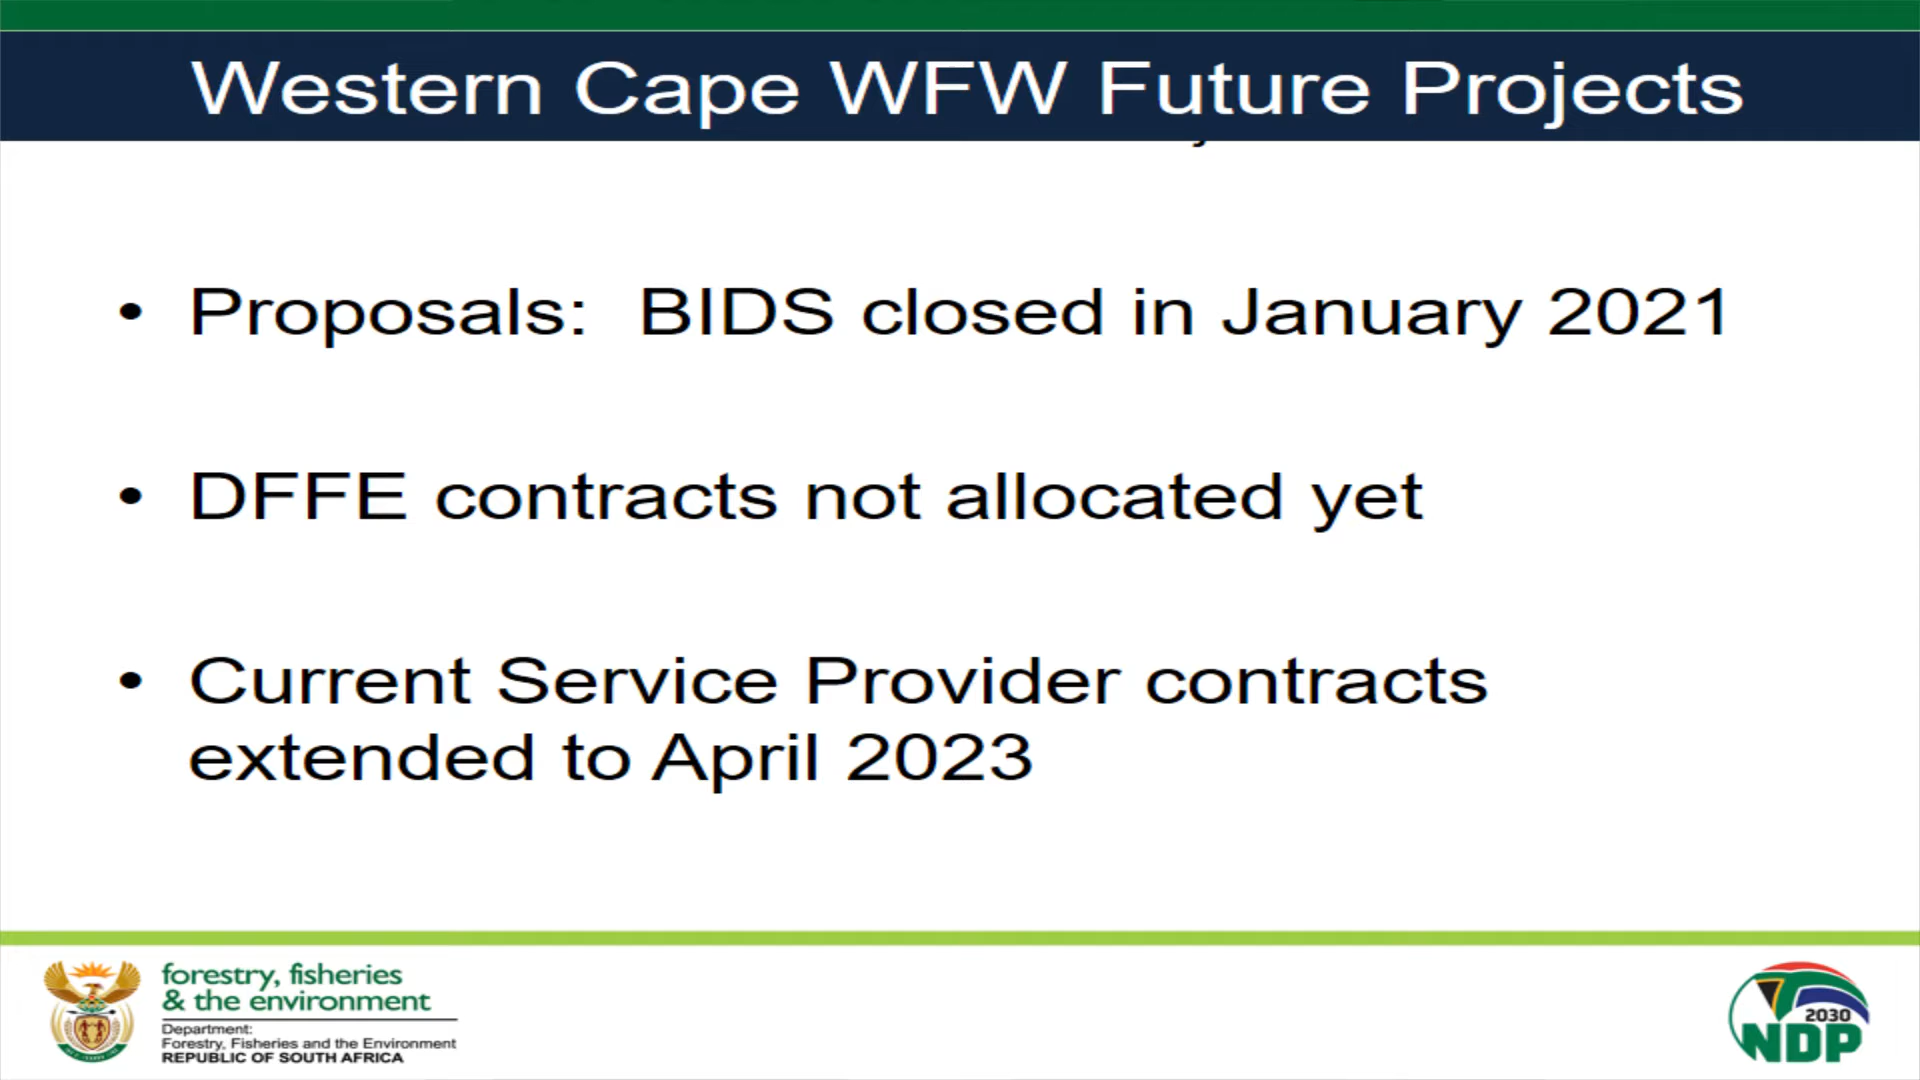 Western Cape WFW Future Projects
• Proposals:  BIDS closed in January 2021
• DFFE contracts not allocated yet
• Current Service Provider contracts
extended to April 2023
forestry, fisheries
& the environment
Department:
Forestry, Fisheries and the Environment
REPUBLIC OF SOUTH AFRICA
2030
NDP